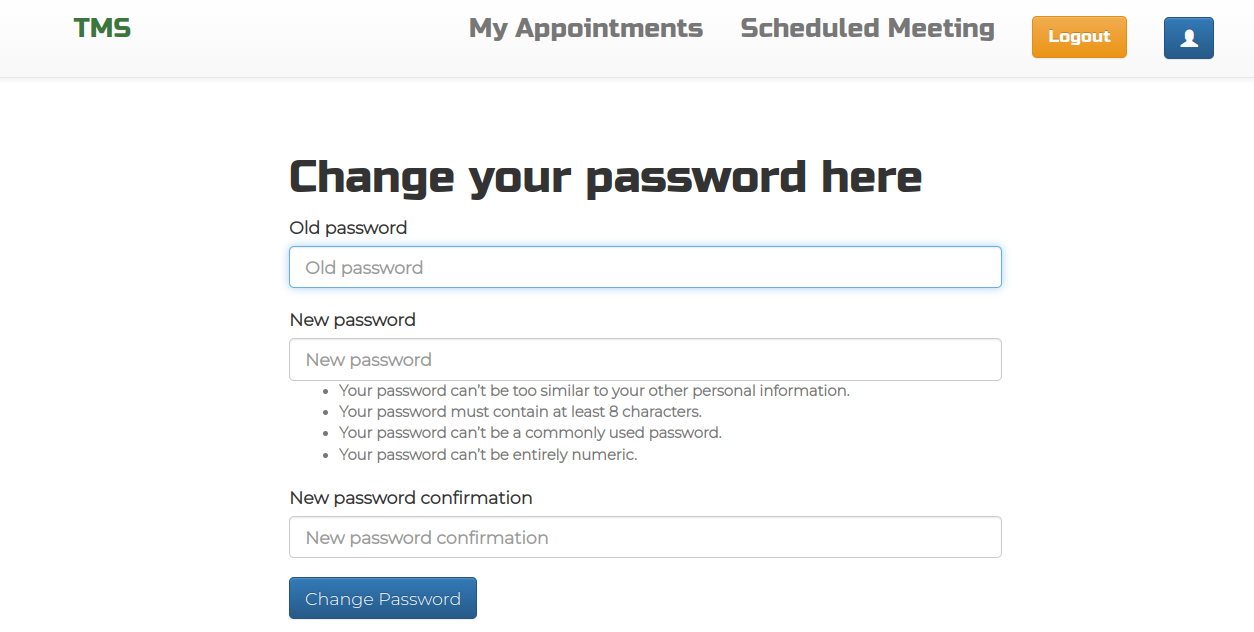 TMS
My Appointments
Scheduled Meeting
Logout
Change your password here
Old password
Old password
New password
New password
Your password can't be too similar to your other personal information.
Your password must contain at least 8 characters.
Your password can't be a commonly used password.
Your password can't be entirely numeric.
New password confirmation
New password confirmation
Change Password